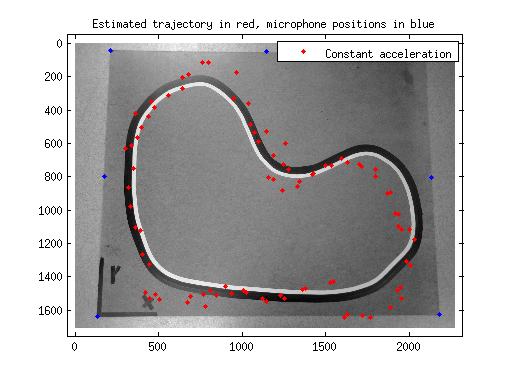 Estimated trajectory in red, microphone positions in blue
Constant acceleration
0
200
400
600
800
1000
1200
1400
1600
0 500 1000 1500 2000
Y
X